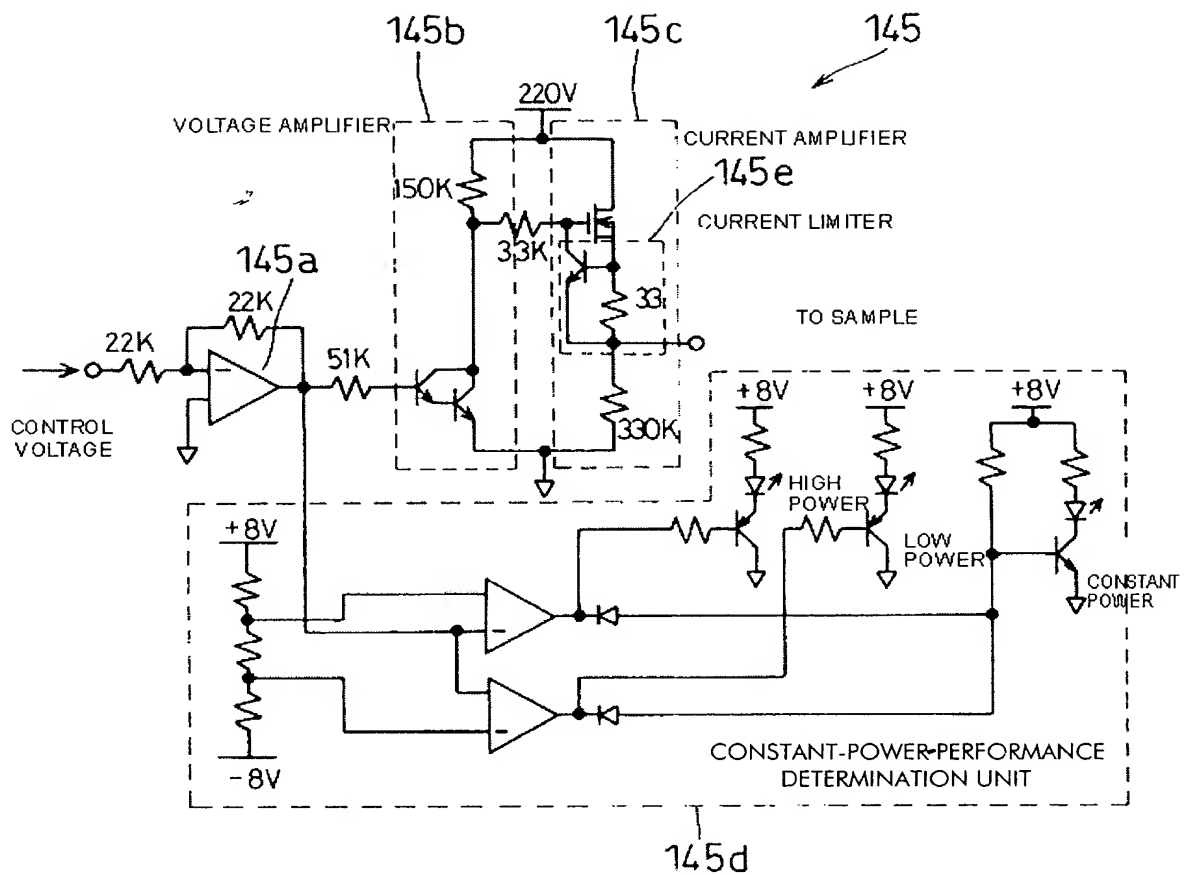 145b
145c
145
220V
VOLTAGE AMPLIFIER
CURRENT AMPLIFIER
145e
150K
CURRENT LIMITER
33K
145a
22K
33
TO SAMPLE
22K
51K
+8V
+8V
+8V
CONTROL
VOLTAGE
330K
HIGH
POWER
+8V
LOW
POWER
CONSTANT
POWER
-
-
-
CONSTANT-POWER-PERFORMANCE
DETERMINATION UNIT
-8V
145d